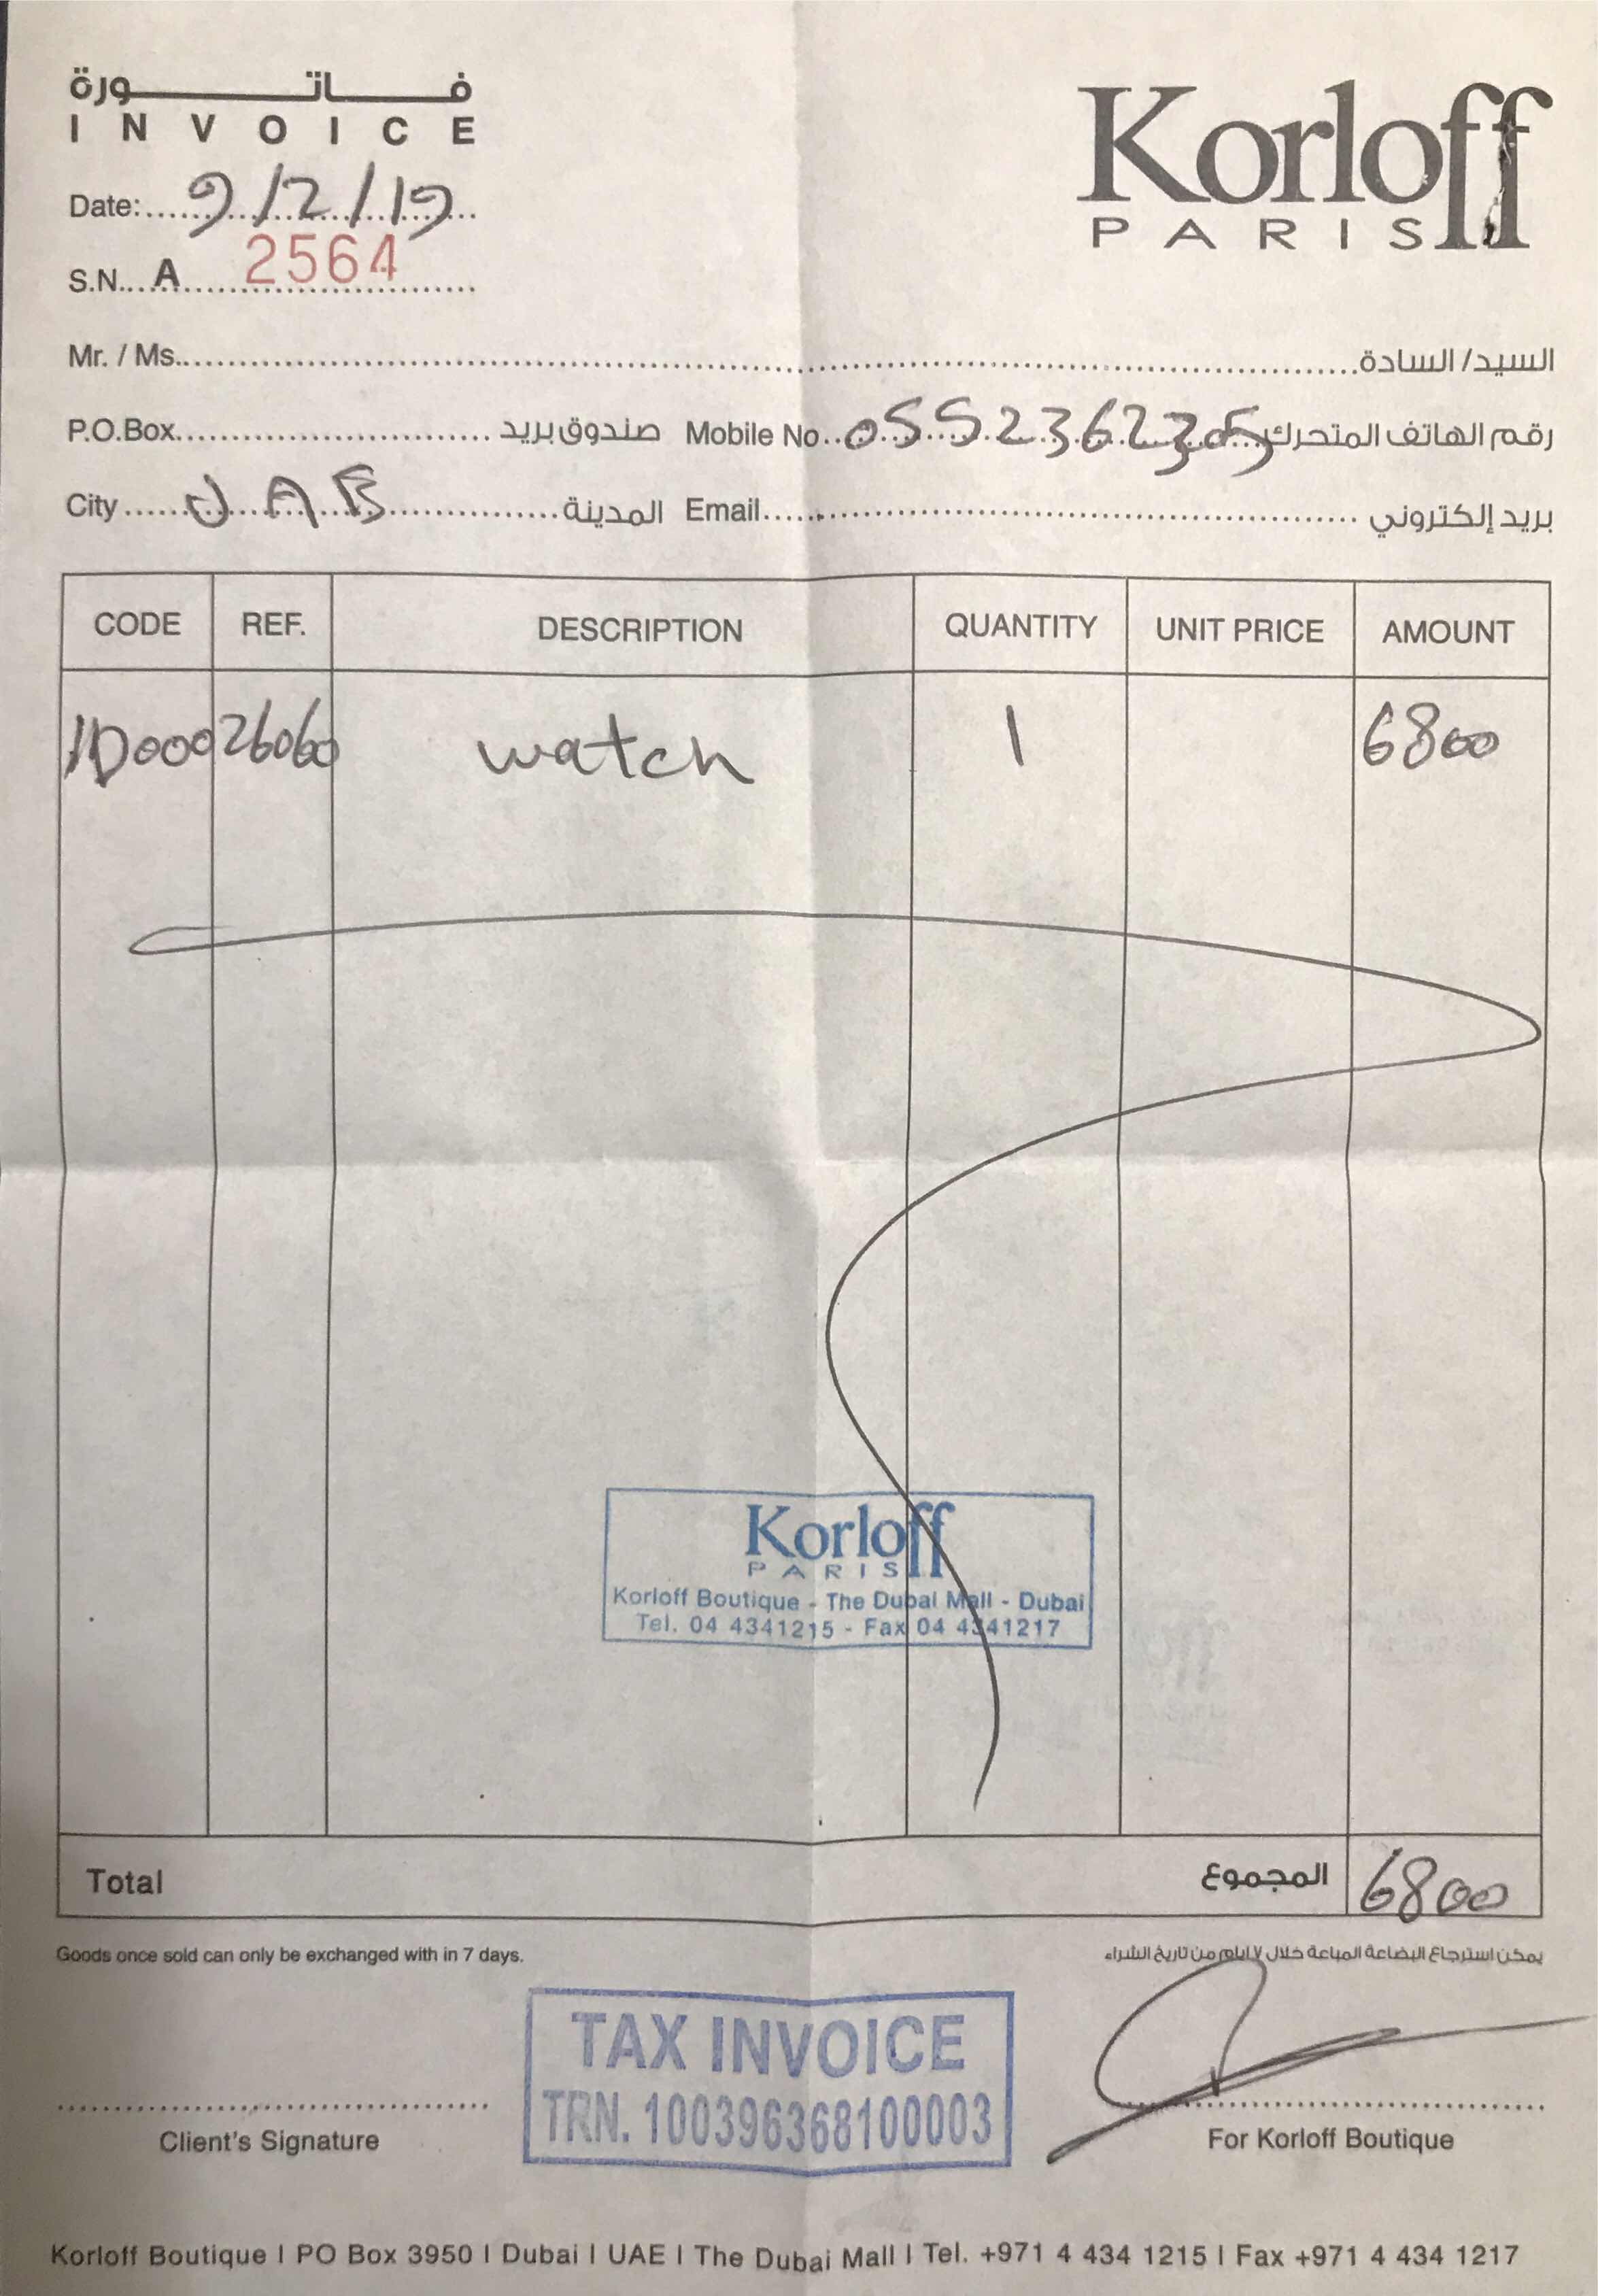 فاتورة
INVOICE
Korloff
PARIS
Date: 9/2/19
S.N. A 2564
Mr. / Ms. السيد/السادة
P.O.Box صندوق بريد Mobile No. رقم الهاتف المتحرك
City المدينة Email بريد إلكتروني
CODE REF. DESCRIPTION QUANTITY UNIT PRICE AMOUNT
1D00026060 watch 1 6800
Korloff
PARIS
Korloff Boutique - The Dubai Mall - Dubai
Tel. 04 4341215 - Fax 04 4341217
Total المجموع 6800
Goods once sold can only be exchanged with in 7 days. يمكن استرجاع البضاعة المباعة خلال ٧ ايام من تاريخ الشراء
TAX INVOICE
TRN. 100396368100003
Client's Signature For Korloff Boutique
Korloff Boutique I PO Box 3950 I Dubai I UAE I The Dubai Mall I Tel. +971 4 434 1215 I Fax +971 4 434 1217